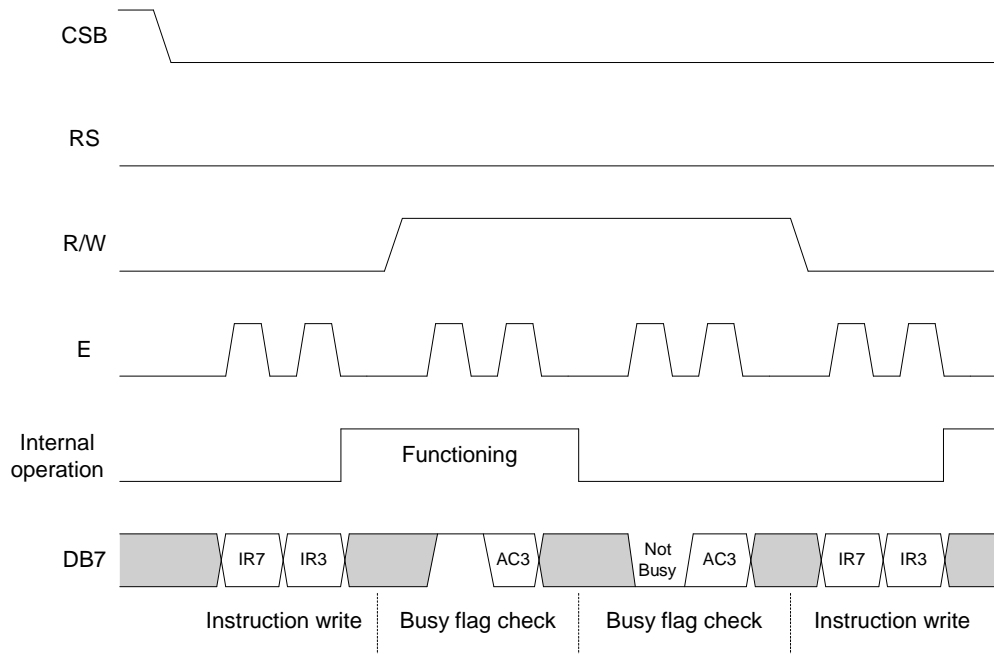 CSB
RS
R/W
E
Internal
operation
Functioning
DB7
IR7
IR3
AC3
Not
Busy
AC3
IR7
IR3
Instruction write
Busy flag check
Busy flag check
Instruction write